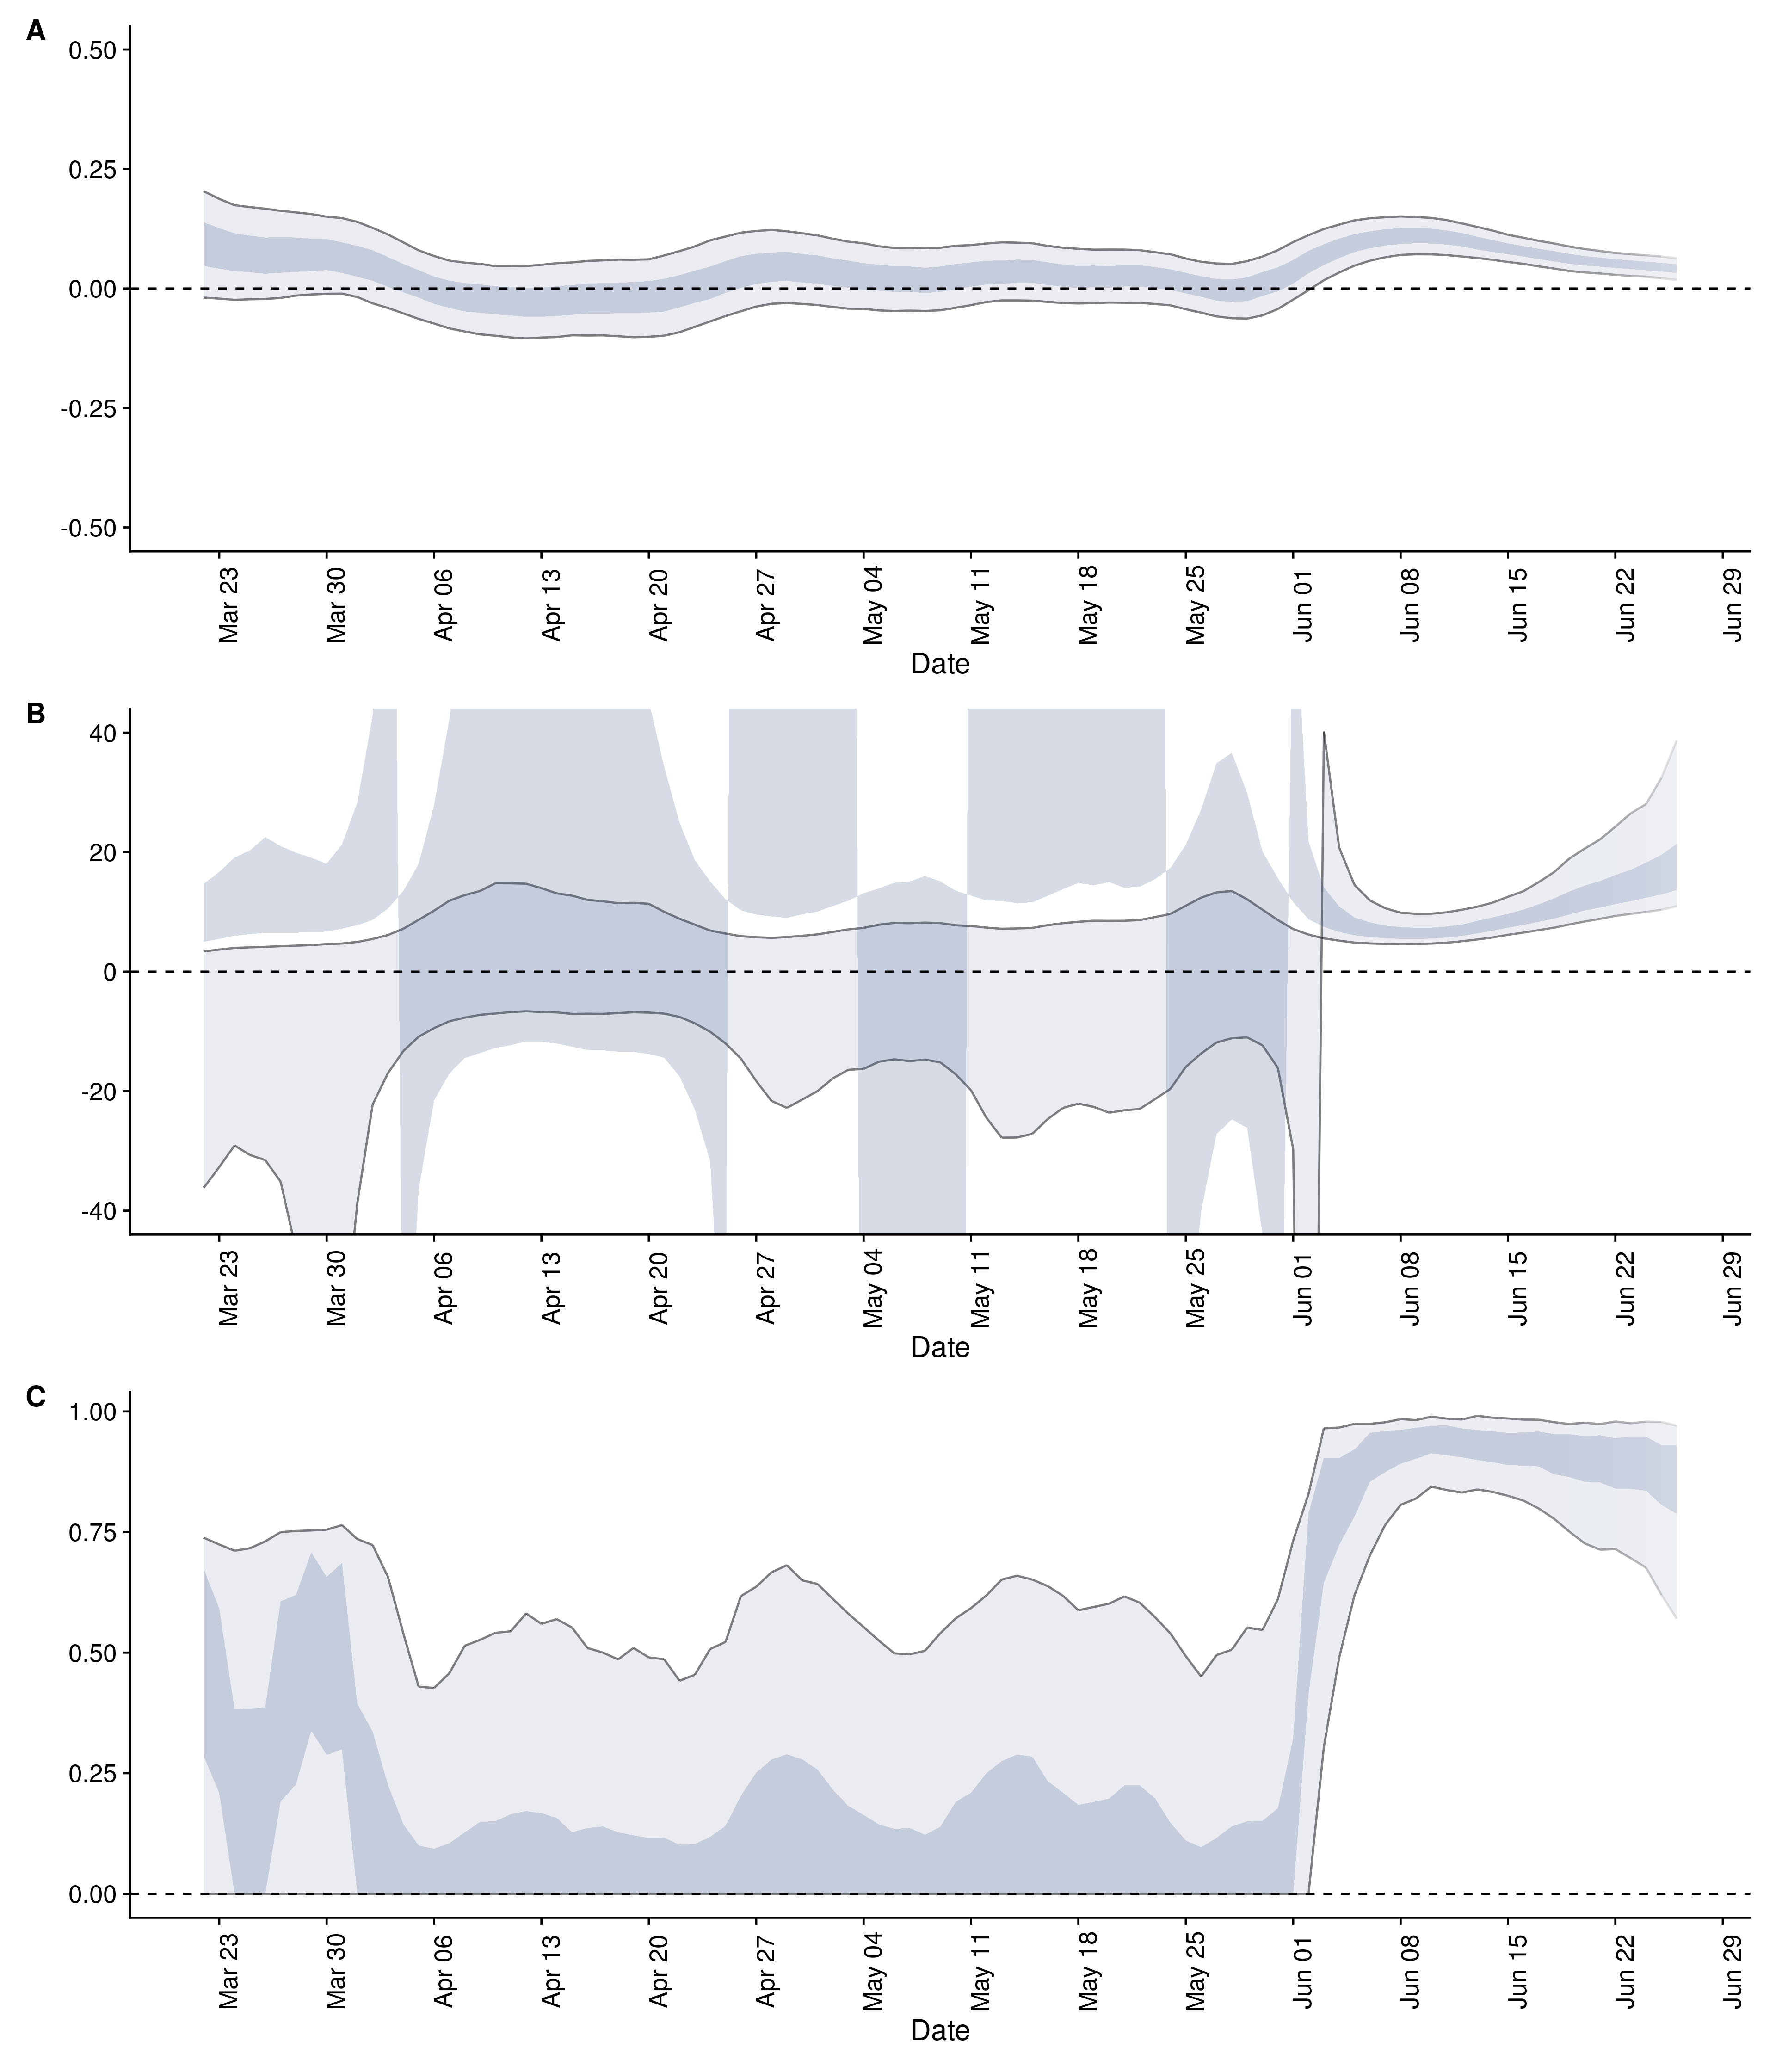 A
0.50
0.25
0.00
-0.25
-0.50
Mar 23
Mar 30
Apr 06
Apr 13
Apr 20
Apr 27
May 04
May 11
May 18
May 25
Jun 01
Jun 08
Jun 15
Jun 22
Jun 29
Date
B
40
20
0
-20
-40
Mar 23
Mar 30
Apr 06
Apr 13
Apr 20
Apr 27
May 04
May 11
May 18
May 25
Jun 01
Jun 08
Jun 15
Jun 22
Jun 29
Date
C
1.00
0.75
0.50
0.25
0.00
Mar 23
Mar 30
Apr 06
Apr 13
Apr 20
Apr 27
May 04
May 11
May 18
May 25
Jun 01
Jun 08
Jun 15
Jun 22
Jun 29
Date